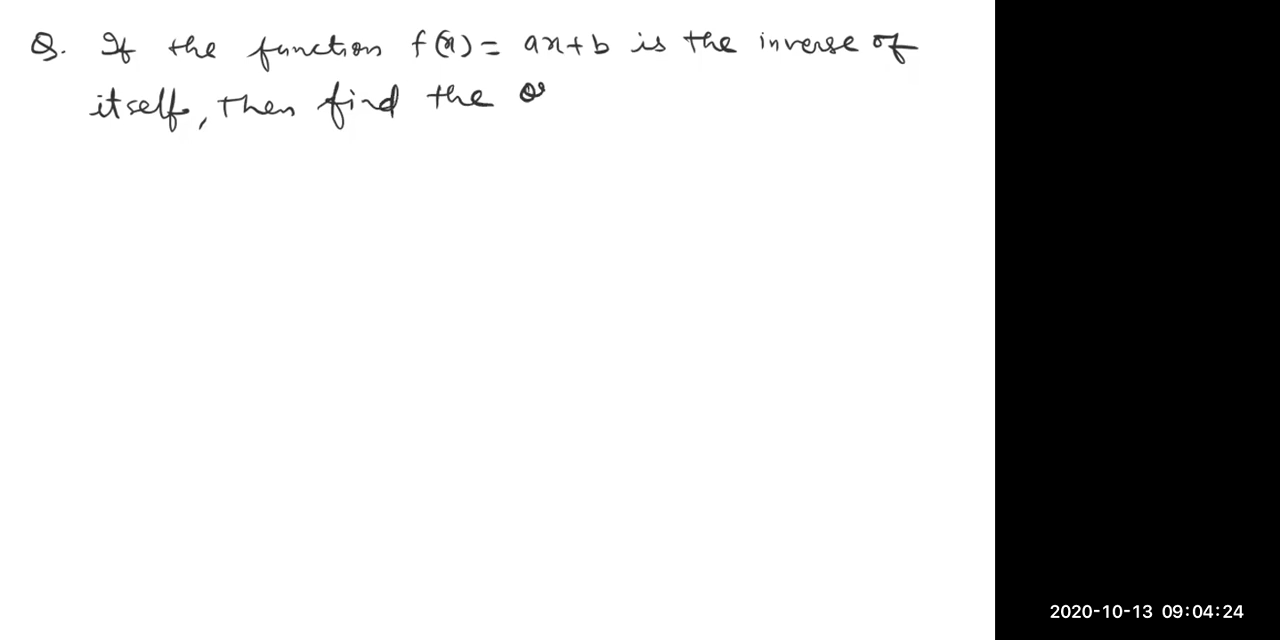 Q. If the function f(x) = ax+b is the inverse of
itself, then find the
2020-10-13 09:04:24